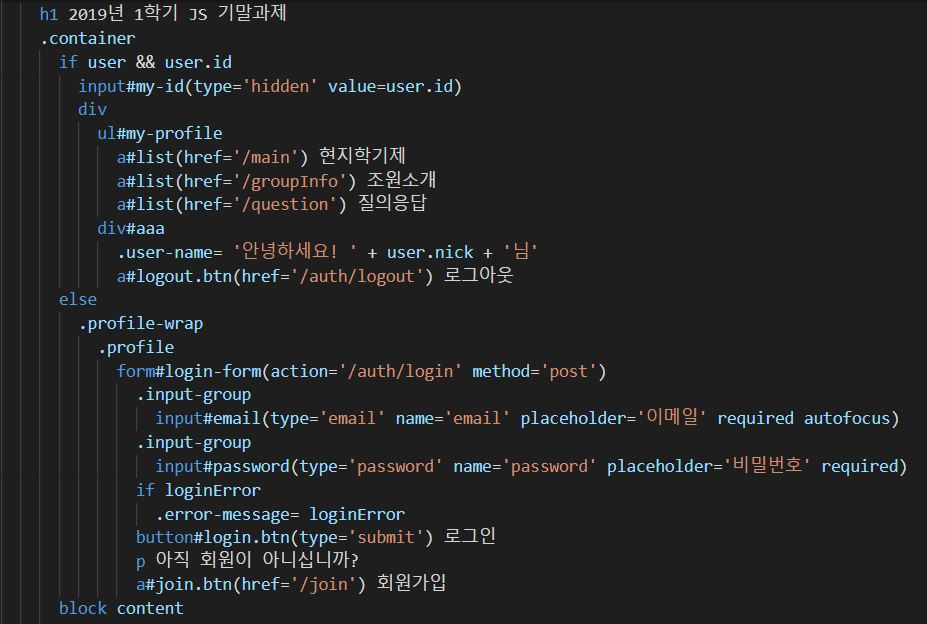 h1 2019년 1학기 JS 기말과제
.container
if user && user.id
input#my-id(type='hidden' value=user.id)
div
ul#my-profile
a#list(href='/main') 현지학기제
a#list(href='/groupInfo') 조원소개
a#list(href='/question') 질의응답
div#aaa
.user-name= '안녕하세요! ' + user.nick + '님'
a#logout.btn(href='/auth/logout') 로그아웃
else
.profile-wrap
.profile
form#login-form(action='/auth/login' method='post')
.input-group
input#email(type='email' name='email' placeholder='이메일' required autofocus)
.input-group
input#password(type='password' name='password' placeholder='비밀번호' required)
if loginError
.error-message= loginError
button#login.btn(type='submit') 로그인
p 아직 회원이 아니십니까?
a#join.btn(href='/join') 회원가입
block content